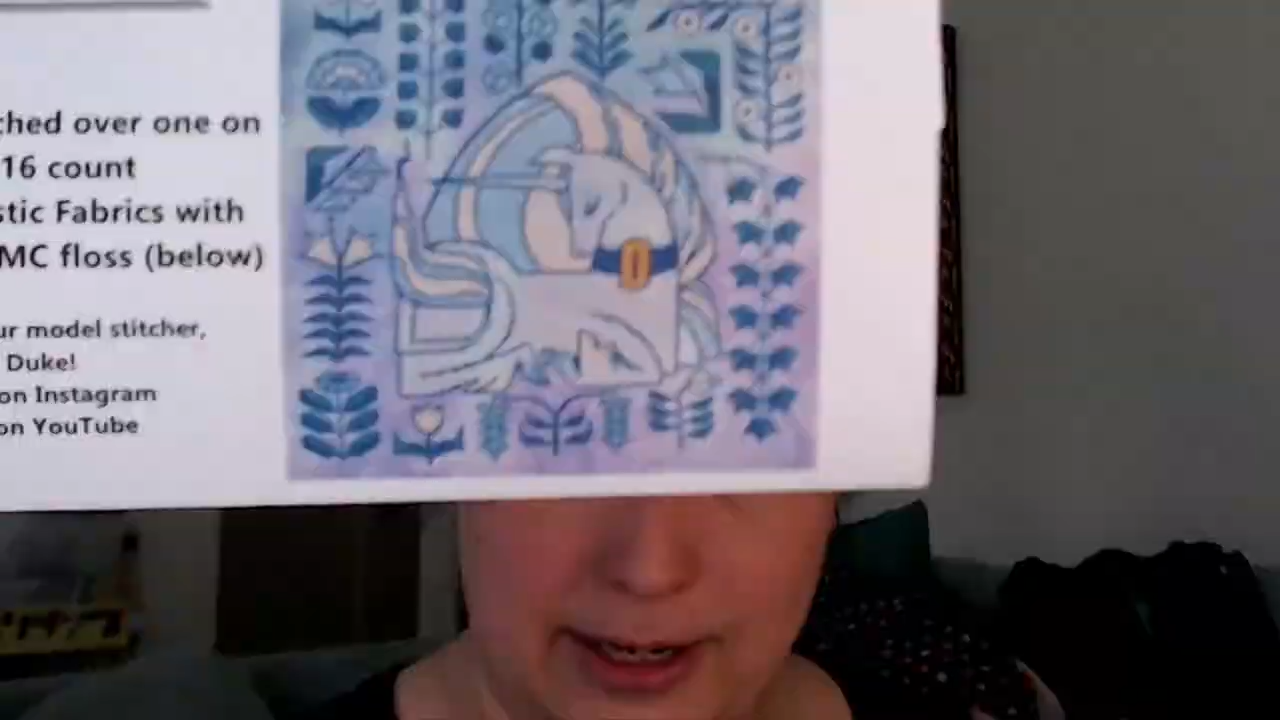 ched over one on
16 count
stic Fabrics with
MC floss (below)
ur model stitcher,
Duke!
on Instagram
on YouTube